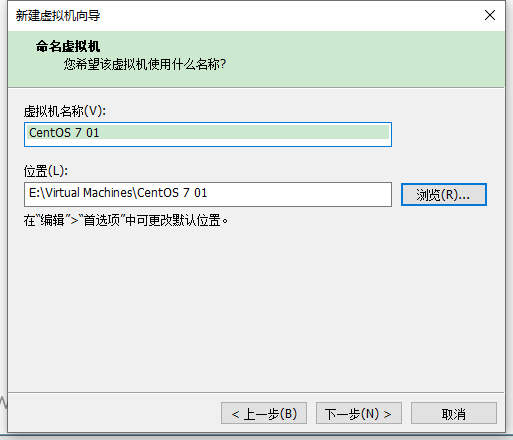 新建虚拟机向导
命名虚拟机
您希望该虚拟机使用什么名称?
虚拟机名称(V):
CentOS 7 01
位置(L):
E:\Virtual Machines\CentOS 7 01
浏览(R)...
在“编辑”>“首选项”中可更改默认位置。
< 上一步(B)
下一步(N) >
取消